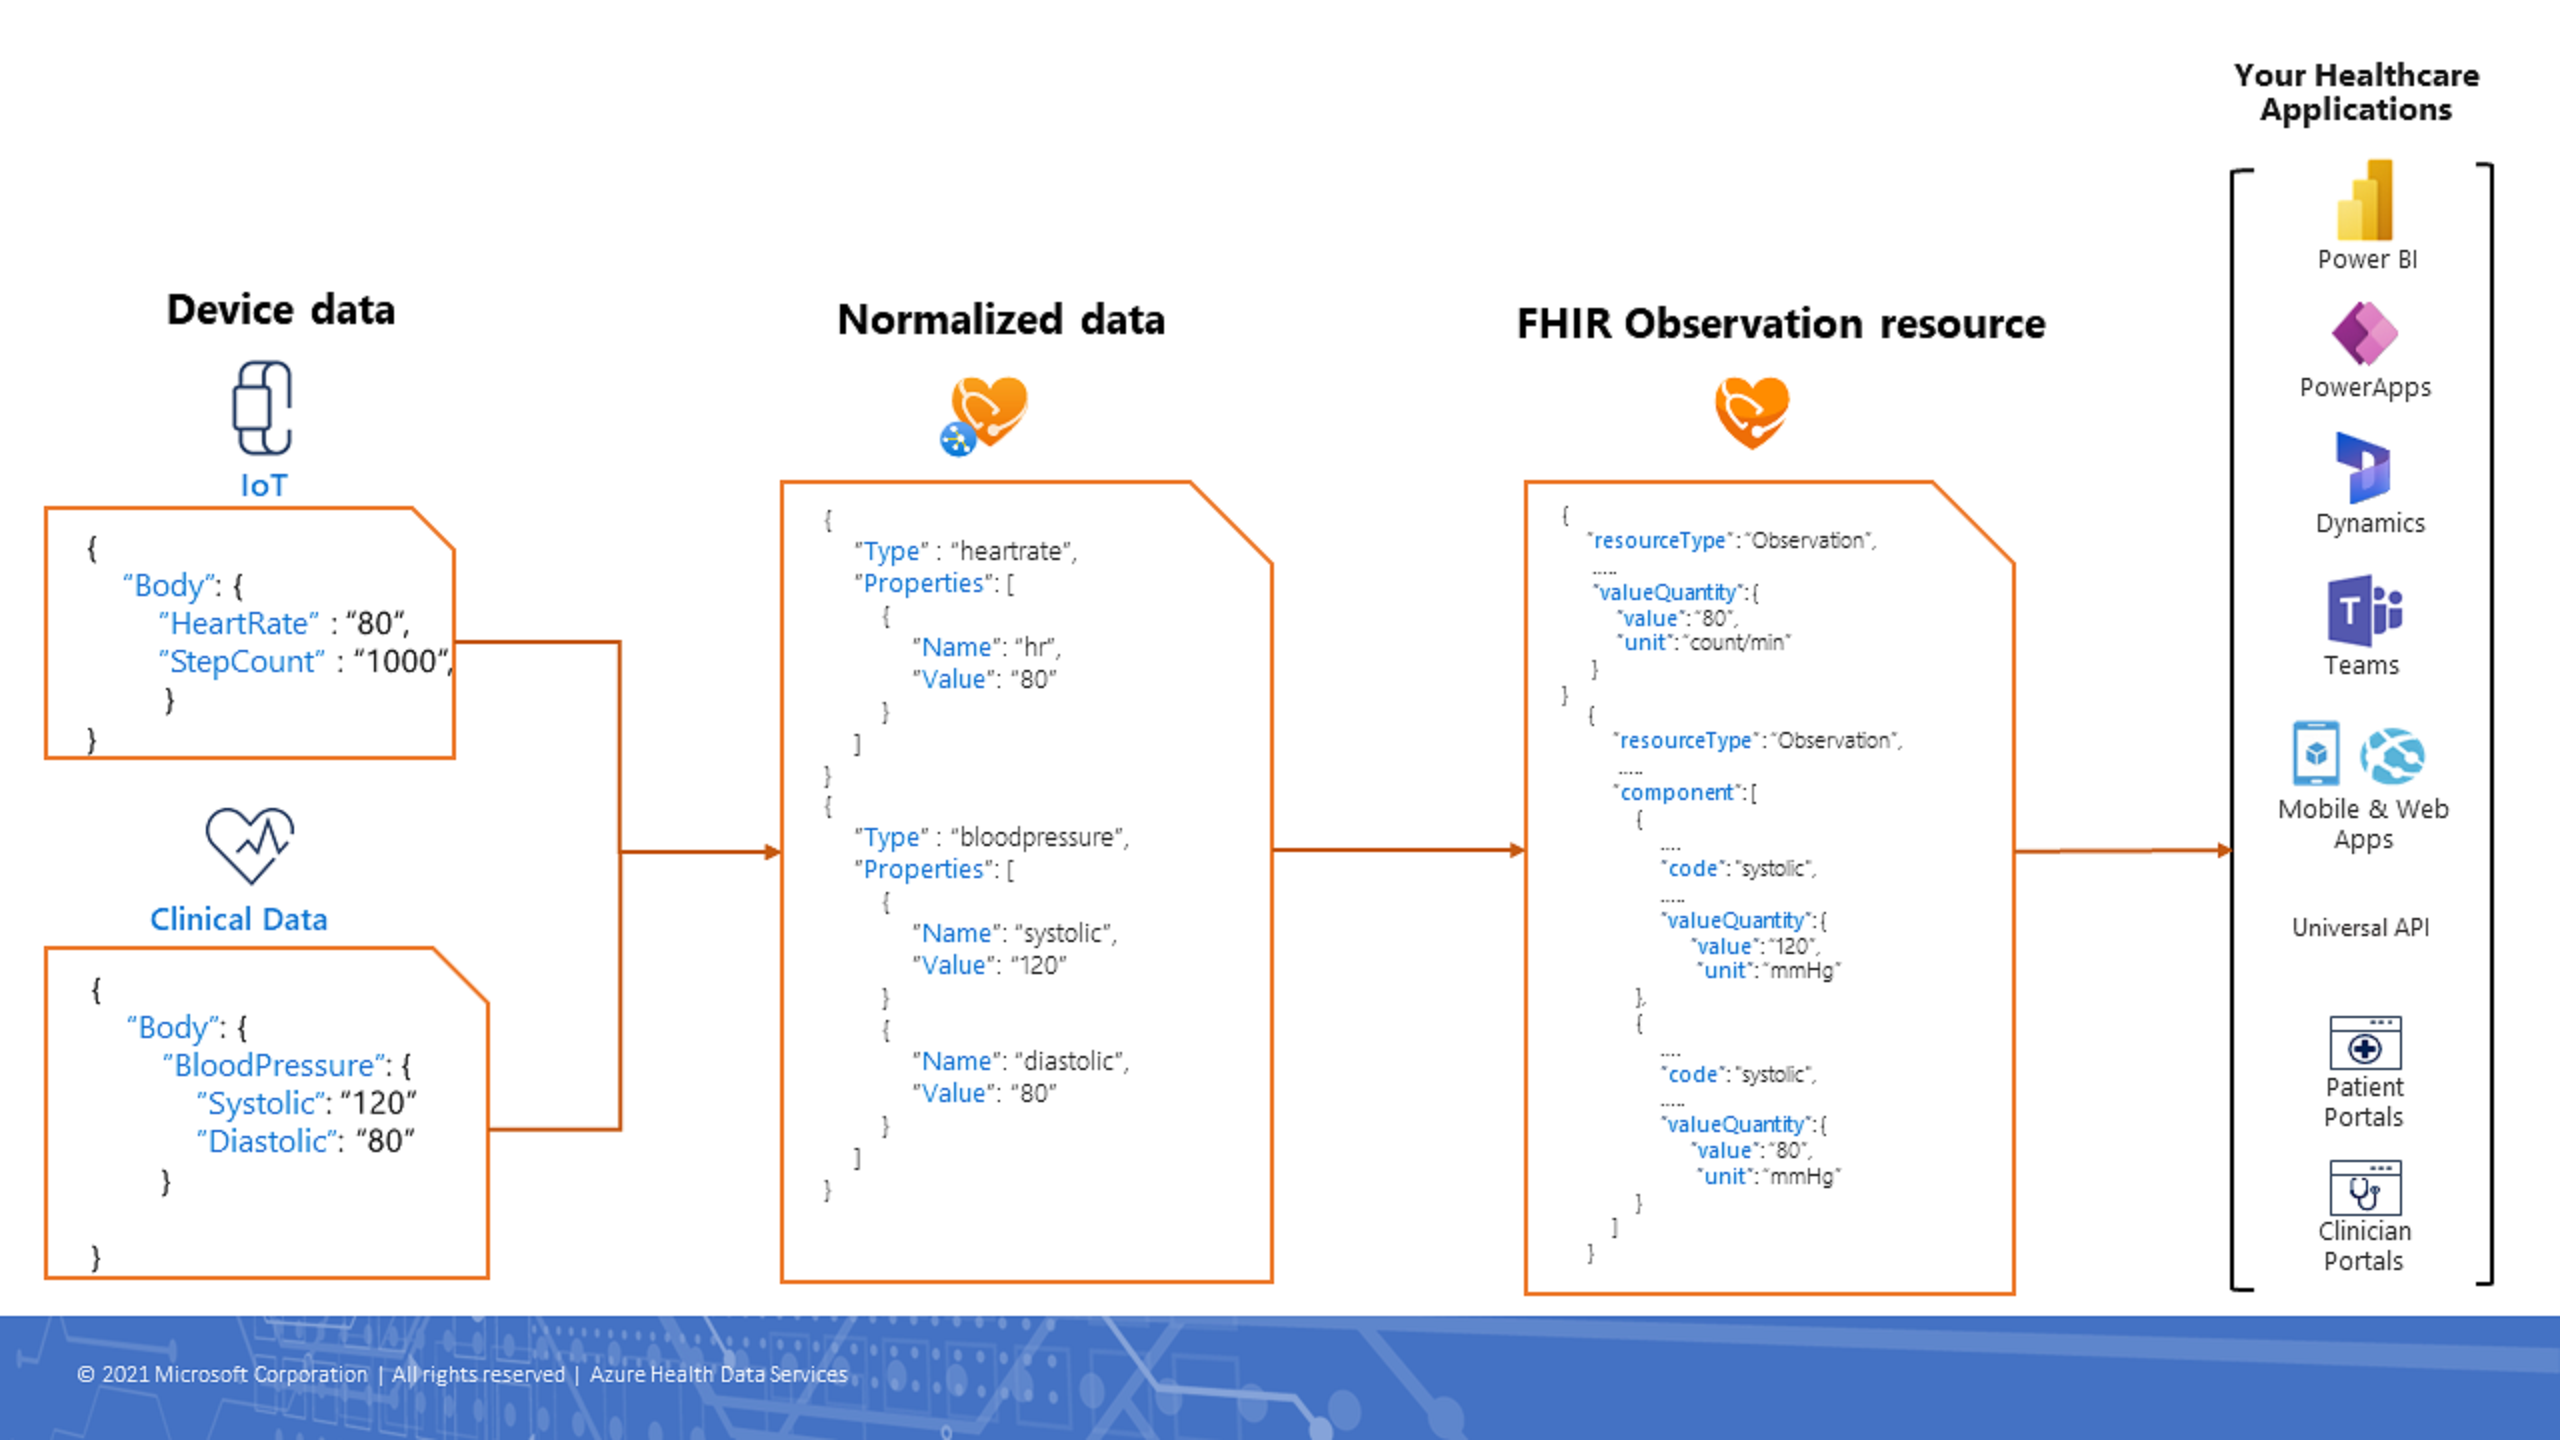 Your Healthcare
Applications
Device data
IoT
{
“Body”: {
“HeartRate” : “80”,
“StepCount” : “1000”,
}
}
Clinical Data
{
“Body”: {
“BloodPressure”: {
“Systolic”: “120”
“Diastolic”: “80”
}
}
Normalized data
{
“Type” : “heartrate”,
“Properties”: [
{
“Name”: “hr”,
“Value”: “80”
}
]
}
{
“Type” : “bloodpressure”,
“Properties”: [
{
“Name”: “systolic”,
“Value”: “120”
}
{
“Name”: “diastolic”,
“Value”: “80”
}
]
}
FHIR Observation resource
{
“resourceType”:“Observation”,
.....
“valueQuantity”:{
“value”:“80”,
“unit”:“count/min”
}
}
{
“resourceType”:“Observation”,
.....
“component”:[
{
....
“code”:“systolic”,
.....
“valueQuantity”:{
“value”:“120”,
“unit”:“mmHg”
},
{
....
“code”:“systolic”,
.....
“valueQuantity”:{
“value”:“80”,
“unit”:“mmHg”
}
]
}
Power BI
PowerApps
Dynamics
T
Teams
Mobile & Web
Apps
Universal API
Patient
Portals
Clinician
Portals
© 2021 Microsoft Corporation | All rights reserved | Azure Health Data Services